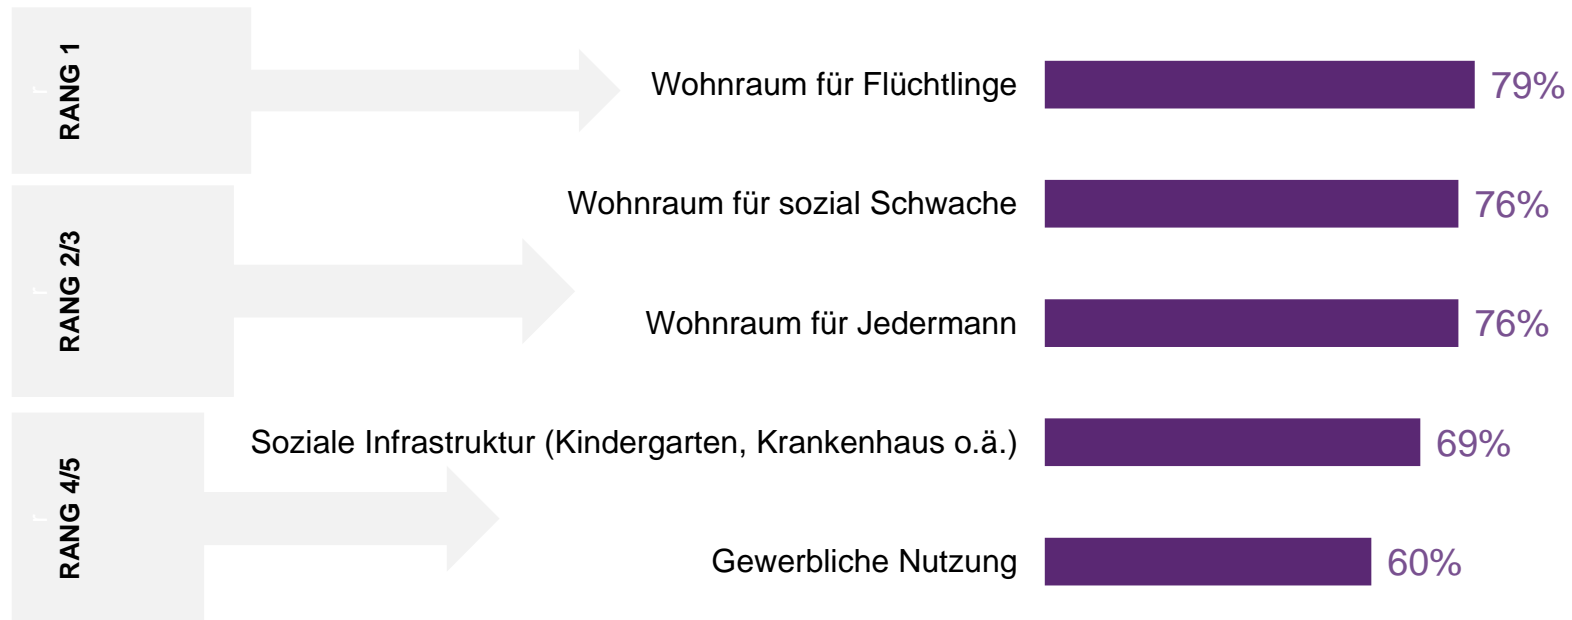 RANG 1
r
Wohnraum für Flüchtlinge
79%
Wohnraum für sozial Schwache
76%
RANG 2/3
r
Wohnraum für Jedermann
76%
Soziale Infrastruktur (Kindergarten, Krankenhaus o.ä.)
69%
RANG 4/5
r
Gewerbliche Nutzung
60%